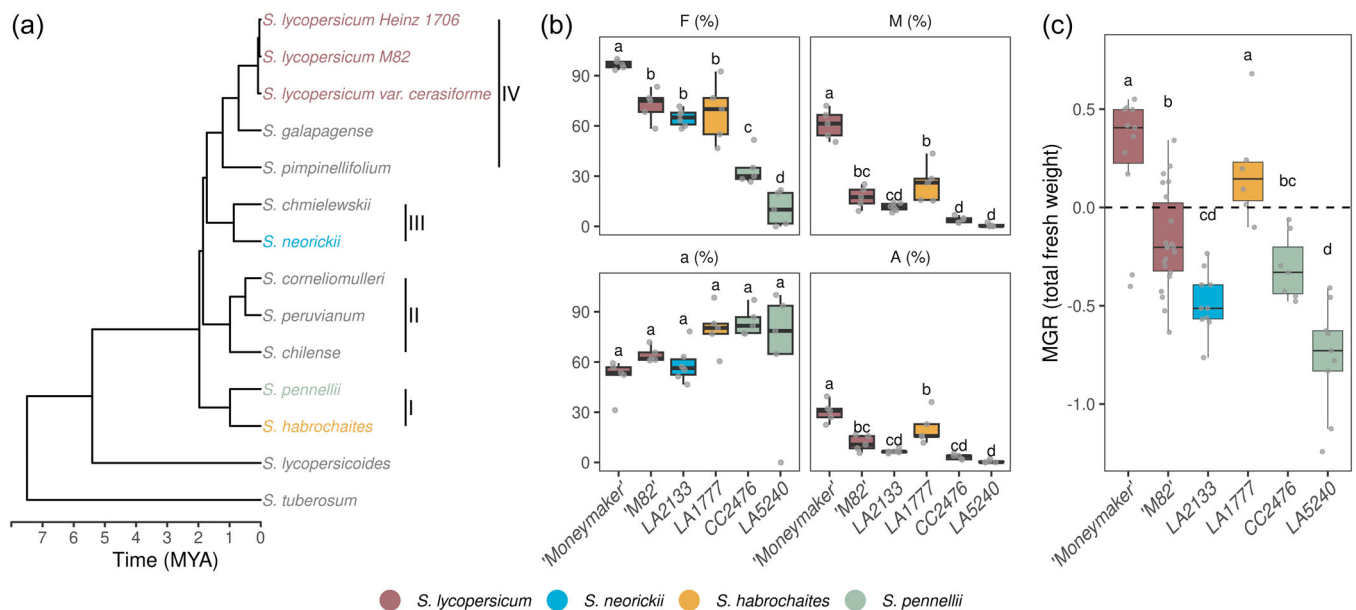 (a)
S. lycopersicum Heinz 1706
S. lycopersicum M82
S. lycopersicum var. cerasiforme
IV
S. galapagense
S. pimpinellifolium
S. chmielewskii
III
S. neorickii
S. corneliomulleri
S. peruvianum
II
S. chilense
S. pennellii
I
S. habrochaites
S. lycopersicoides
S. tuberosum
7 6 5 4 3 2 1 0
Time (MYA)
(b)
F (%)
a
b
b
b
c
d
90
60
30
0
M (%)
a
bc
cd
b
d
d
a (%)
a
a
a
a
a
a
90
60
30
0
A (%)
a
bc
cd
b
cd
d
'Moneymaker'
'M82'
LA2133
LA1777
CC2476
LA5240
'Moneymaker'
'M82'
LA2133
LA1777
CC2476
LA5240
(c)
MGR (total fresh weight)
0.5
0.0
-0.5
-1.0
a
b
cd
a
bc
d
'Moneymaker'
'M82'
LA2133
LA1777
CC2476
LA5240
S. lycopersicum S. neorickii S. habrochaites S. pennellii